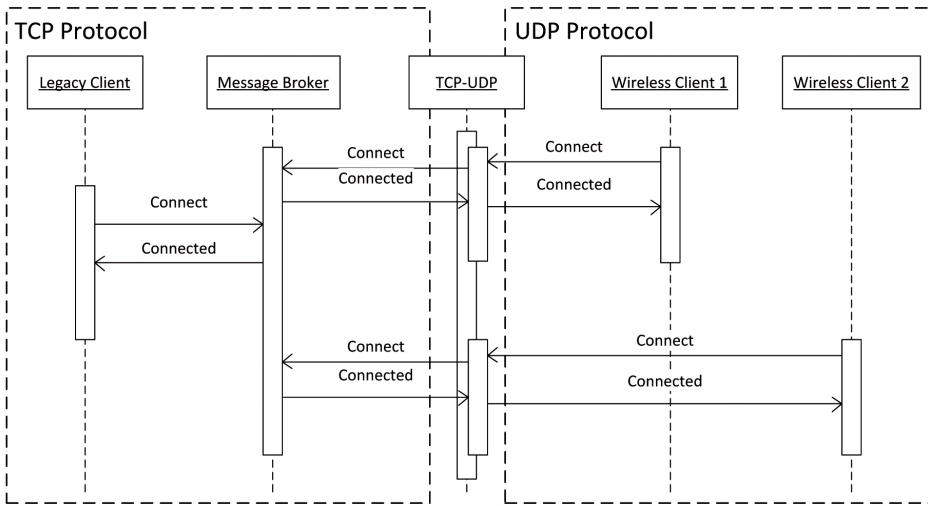 TCP Protocol
UDP Protocol
Legacy Client
Message Broker
TCP-UDP
Wireless Client 1
Wireless Client 2
Connect
Connect
Connected
Connected
Connect
Connected
Connect
Connect
Connected
Connected